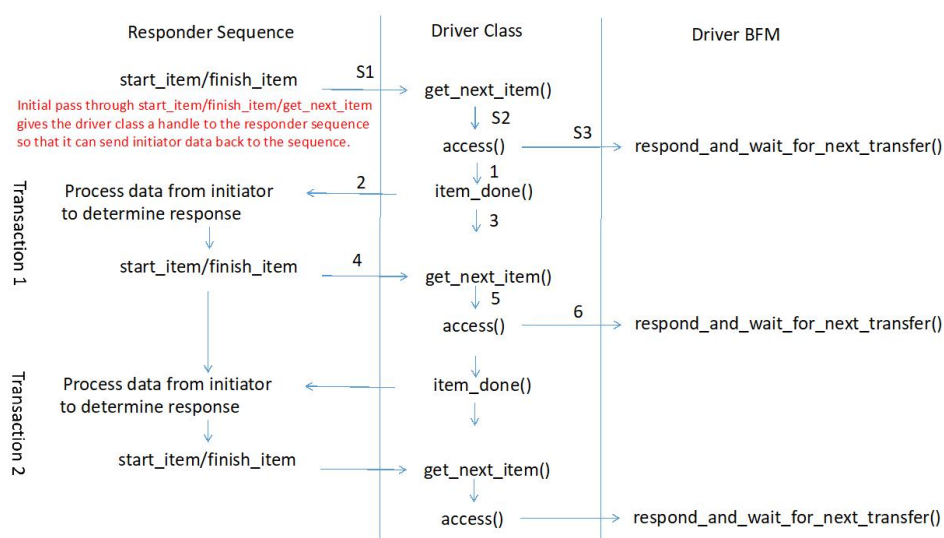 Responder Sequence
Driver Class
Driver BFM
start_item/finish_item
S1
get_next_item()
Initial pass through start_item/finish_item/get_next_item
gives the driver class a handle to the responder sequence
so that it can send initiator data back to the sequence.
S2
access()
S3
respond_and_wait_for_next_transfer()
1
Transaction 1
Process data from initiator
to determine response
2
item_done()
3
start_item/finish_item
4
get_next_item()
5
access()
6
respond_and_wait_for_next_transfer()
Transaction 2
Process data from initiator
to determine response
item_done()
start_item/finish_item
get_next_item()
access()
respond_and_wait_for_next_transfer()